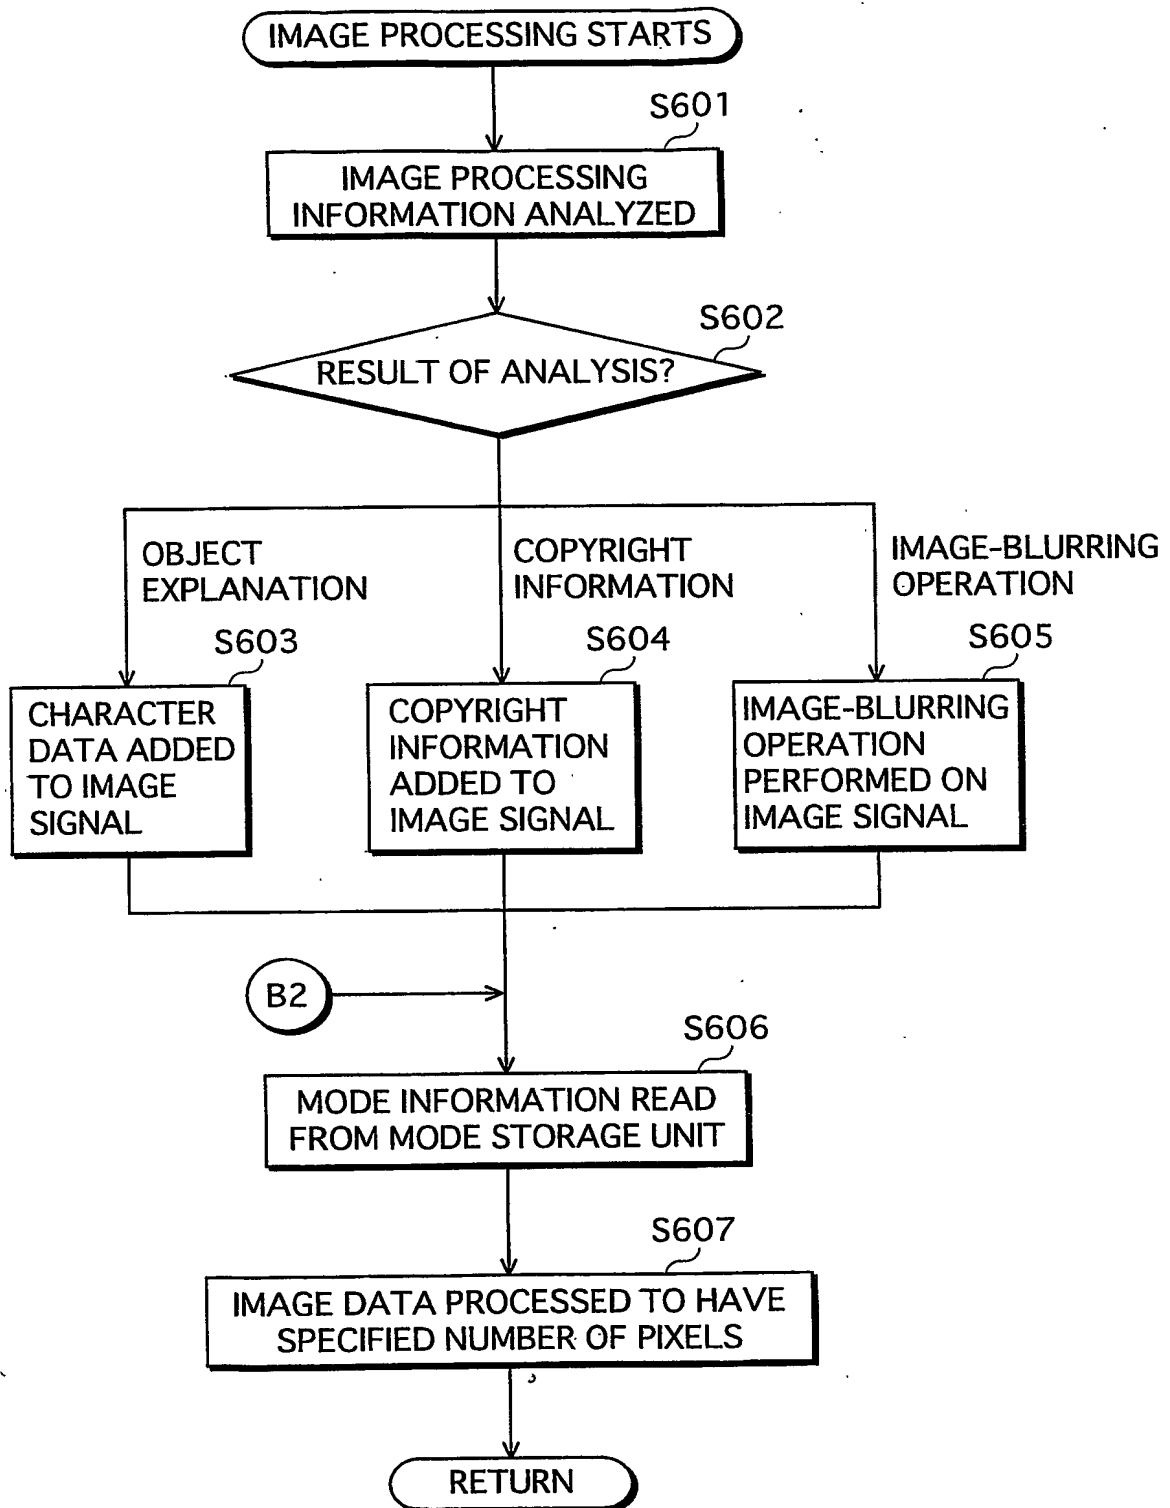 IMAGE PROCESSING STARTS
S601
IMAGE PROCESSING
INFORMATION ANALYZED
S602
RESULT OF ANALYSIS?
OBJECT
EXPLANATION
COPYRIGHT
INFORMATION
IMAGE-BLURRING
OPERATION
S603
S604
S605
CHARACTER
DATA ADDED
TO IMAGE
SIGNAL
COPYRIGHT
INFORMATION
ADDED TO
IMAGE SIGNAL
IMAGE-BLURRING
OPERATION
PERFORMED ON
IMAGE SIGNAL
B2
S606
MODE INFORMATION READ
FROM MODE STORAGE UNIT
S607
IMAGE DATA PROCESSED TO HAVE
SPECIFIED NUMBER OF PIXELS
RETURN